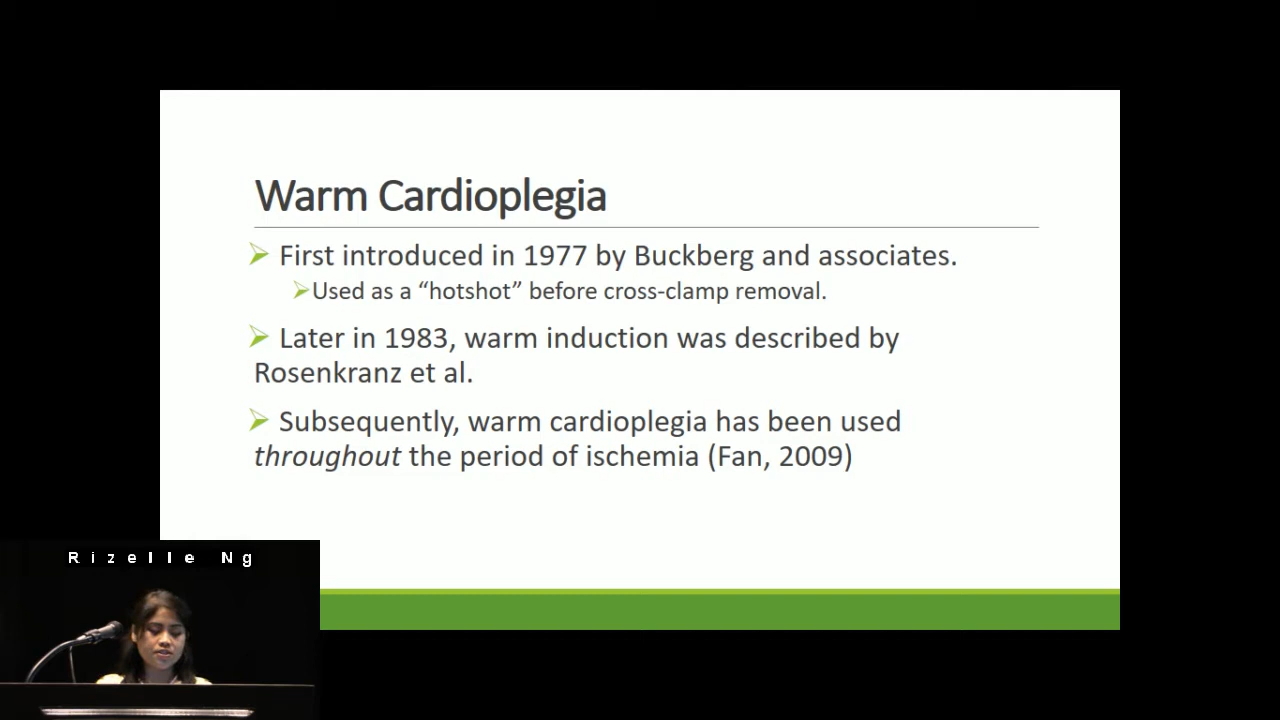 Warm Cardioplegia
First introduced in 1977 by Buckberg and associates.
Used as a “hotshot” before cross-clamp removal.
Later in 1983, warm induction was described by
Rosenkranz et al.
Subsequently, warm cardioplegia has been used
throughout the period of ischemia (Fan, 2009)
Rizelle Ng